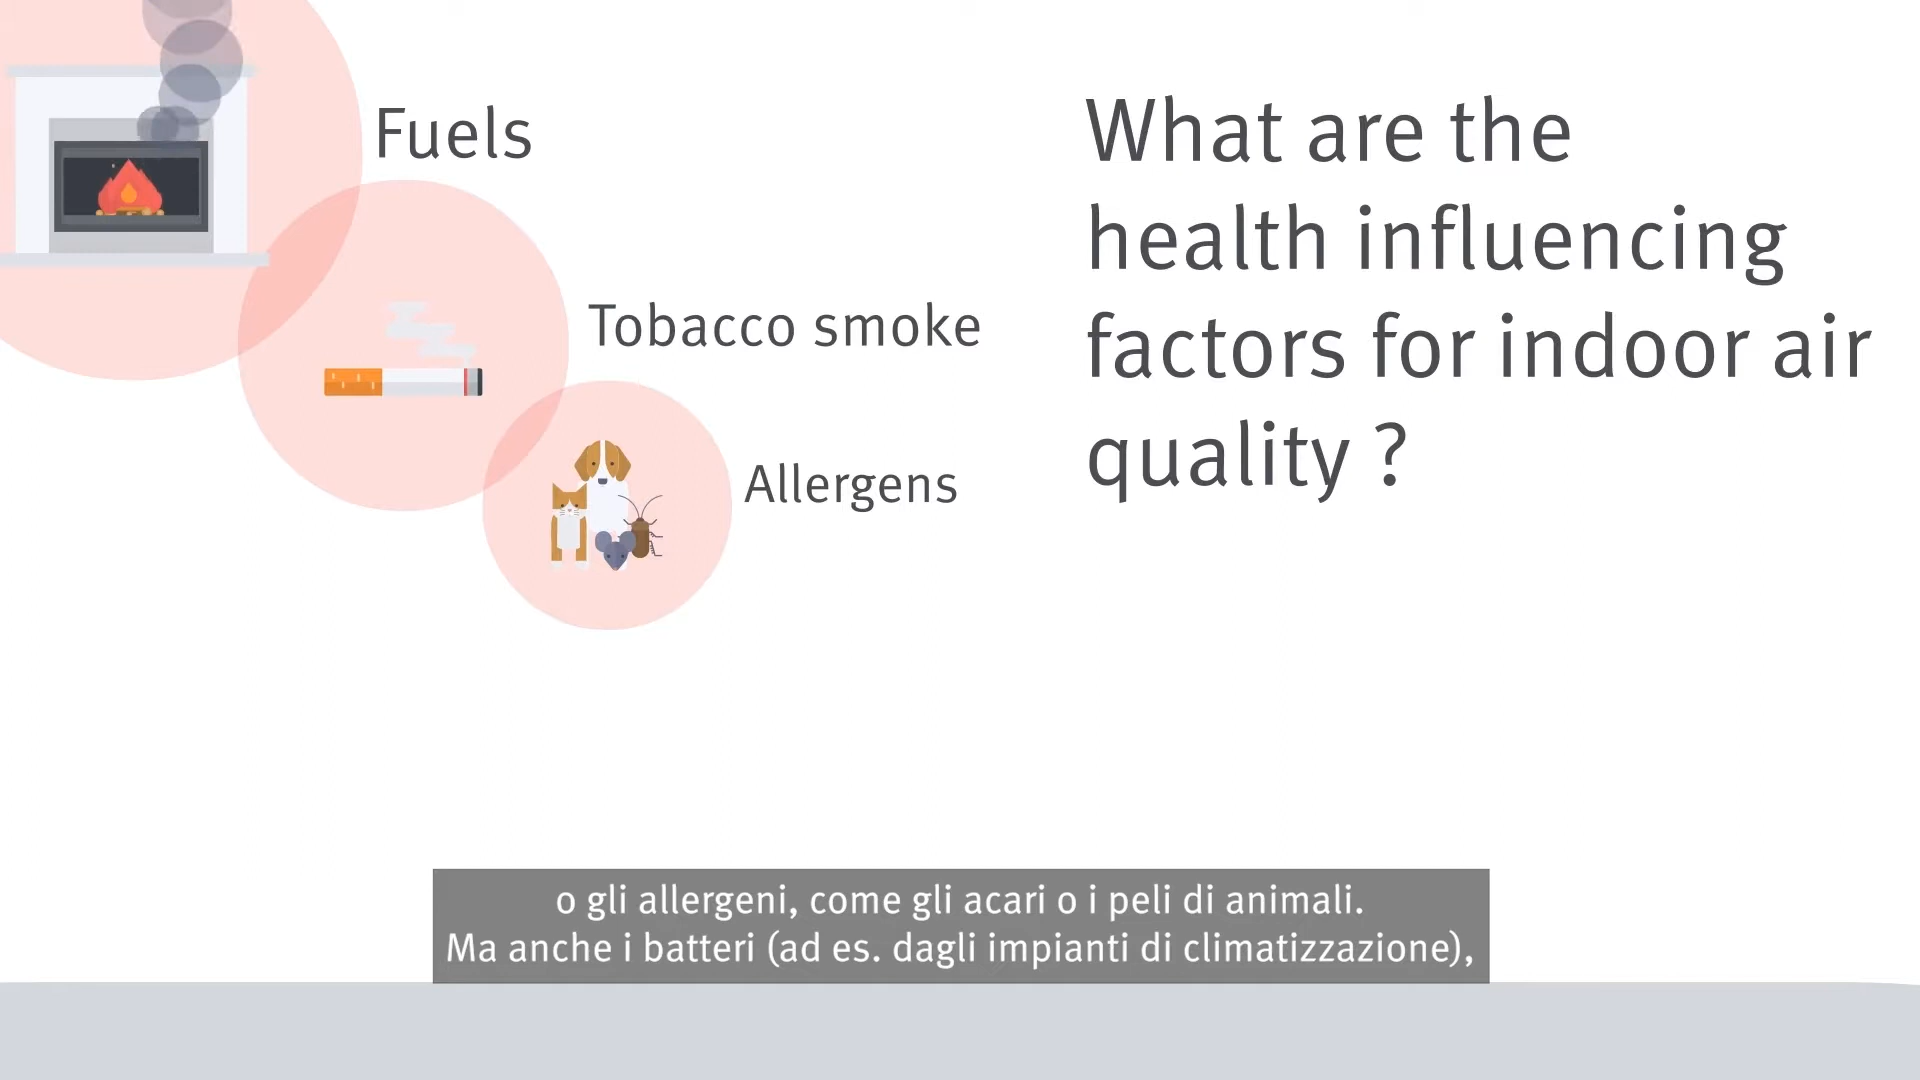 Fuels
Tobacco smoke
Allergens
What are the
health influencing
factors for indoor air
quality ?
o gli allergeni, come gli acari o i peli di animali.
Ma anche i batteri (ad es. dagli impianti di climatizzazione),